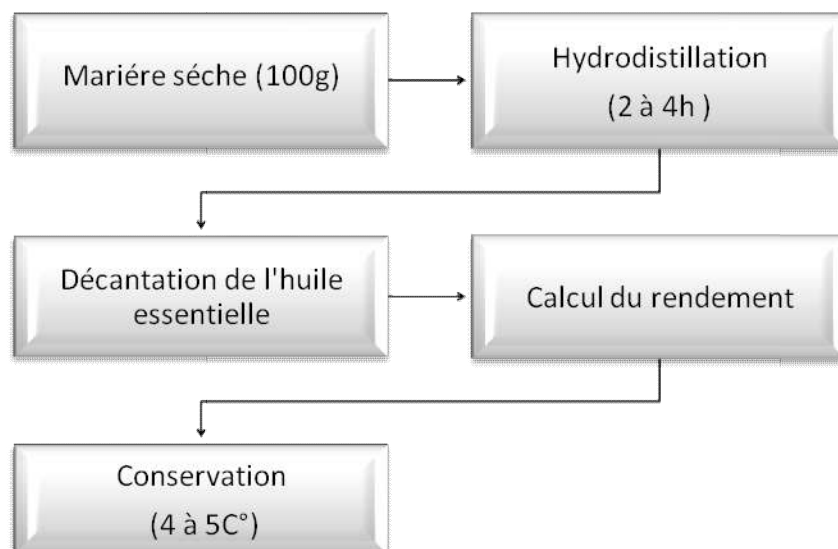 Mariére séche (100g)
Hydrodistillation
(2 à 4h )
Décantation de l'huile
essentielle
Calcul du rendement
Conservation
(4 à 5C°)